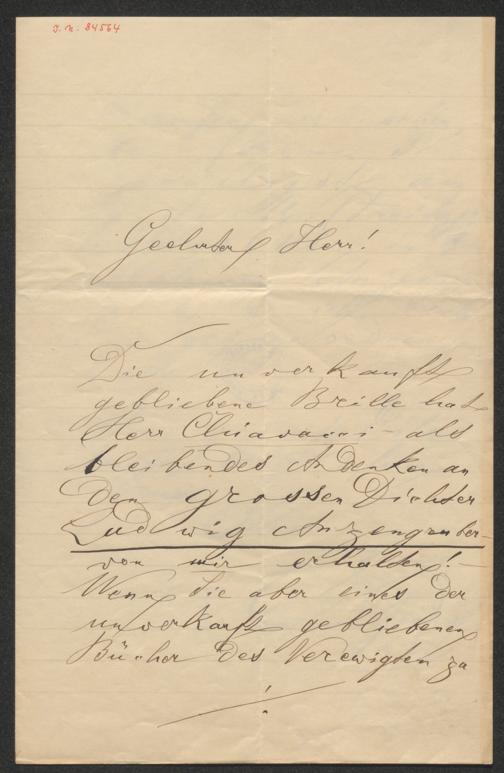 J. N. 84564
Geehrter Herr!
Die unverkauft
gebliebene Brille hat
Herr Chiavacci als
bleibendes Andenken an
den grossen Dichter
Ludwig Anzengruber
von mir erhalten! -
Wenn Sie aber eines der
unverkauft gebliebenen
Bücher des Verewigten zu
!